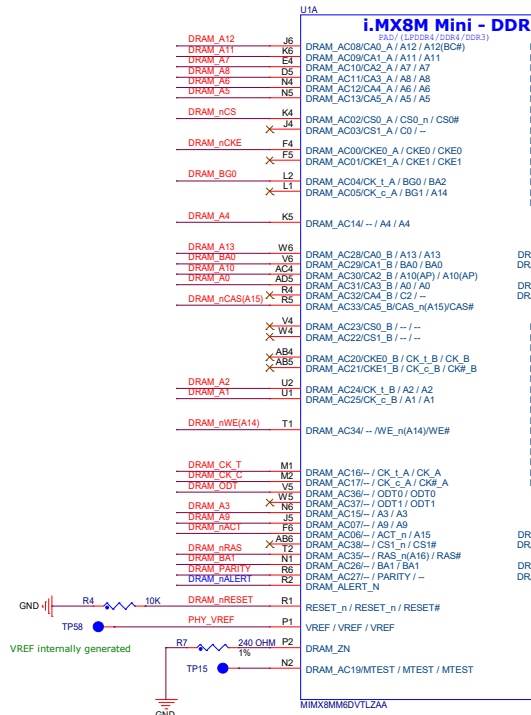 U1A
i.MX8M Mini - DDR
PAD/(LPDDR4/DDR4/DDR3)
DRAM_A12 J6 DRAM_AC08/CA0_A / A12 / A12(BC#)
DRAM_A11 K6 DRAM_AC09/CA1_A / A11 / A11
DRAM_A7 E4 DRAM_AC10/CA2_A / A7 / A7
DRAM_A8 D5 DRAM_AC11/CA3_A / A8 / A8
DRAM_A6 N4 DRAM_AC12/CA4_A / A6 / A6
DRAM_A5 N5 DRAM_AC13/CA5_A / A5 / A5
DRAM_nCS K4 DRAM_AC02/CS0_A / CS0_n / CS0#
J4 DRAM_AC03/CS1_A / C0 / --
DRAM_nCKE F4 DRAM_AC00/CKE0_A / CKE0 / CKE0
F5 DRAM_AC01/CKE1_A / CKE1 / CKE1
DRAM_BG0 L2 DRAM_AC04/CK_t_A / BG0 / BA2
L1 DRAM_AC05/CK_c_A / BG1 / A14
DRAM_A4 K5 DRAM_AC14/ -- / A4 / A4
DRAM_A13 W6 DRAM_AC28/CA0_B / A13 / A13 DR
DRAM_BA0 V6 DRAM_AC29/CA1_B / BA0 / BA0 DR
DRAM_A10 AC4 DRAM_AC30/CA2_B / A10(AP) / A10(AP)
DRAM_A0 AD5 DRAM_AC31/CA3_B / A0 / A0 DR
R4 DRAM_AC32/CA4_B / C2 / -- DR
DRAM_nCAS(A15) R5 DRAM_AC33/CA5_B/CAS_n(A15)/CAS#
V4 DRAM_AC23/CS0_B / -- / --
W4 DRAM_AC22/CS1_B / -- / --
AB4 DRAM_AC20/CKE0_B / CK_t_B / CK_B
AB5 DRAM_AC21/CKE1_B / CK_c_B / CK#_B
DRAM_A2 U2 DRAM_AC24/CK_t_B / A2 / A2
DRAM_A1 U1 DRAM_AC25/CK_c_B / A1 / A1
DRAM_nWE(A14) T1 DRAM_AC34/ -- /WE_n(A14)/WE#
DRAM_CK_T M1 DRAM_AC16/-- / CK_t_A / CK_A
DRAM_CK_C M2 DRAM_AC17/-- / CK_c_A / CK#_A
DRAM_ODT V5 DRAM_AC36/-- / ODT0 / ODT0
W5 DRAM_AC37/-- / ODT1 / ODT1
DRAM_A3 N6 DRAM_AC15/-- / A3 / A3
DRAM_A9 J5 DRAM_AC07/-- / A9 / A9
DRAM_nACT F6 DRAM_AC06/-- / ACT_n / A15 DR
AB6 DRAM_AC38/-- / CS1_n / CS1# DR
DRAM_nRAS T2 DRAM_AC35/-- / RAS_n(A16) / RAS#
DRAM_BA1 N1 DRAM_AC26/-- / BA1 / BA1 DR
DRAM_PARITY R6 DRAM_AC27/-- / PARITY / -- DR
DRAM_nALERT R2 DRAM_ALERT_N
GND R4 10K DRAM_nRESET R1 RESET_n / RESET_n / RESET#
TP58 PHY_VREF P1 VREF / VREF / VREF
VREF internally generated
R7 240 OHM P2 DRAM_ZN
1%
TP15 N2 DRAM_AC19/MTEST / MTEST / MTEST
GND
MIMX8MM6DVTLZAA